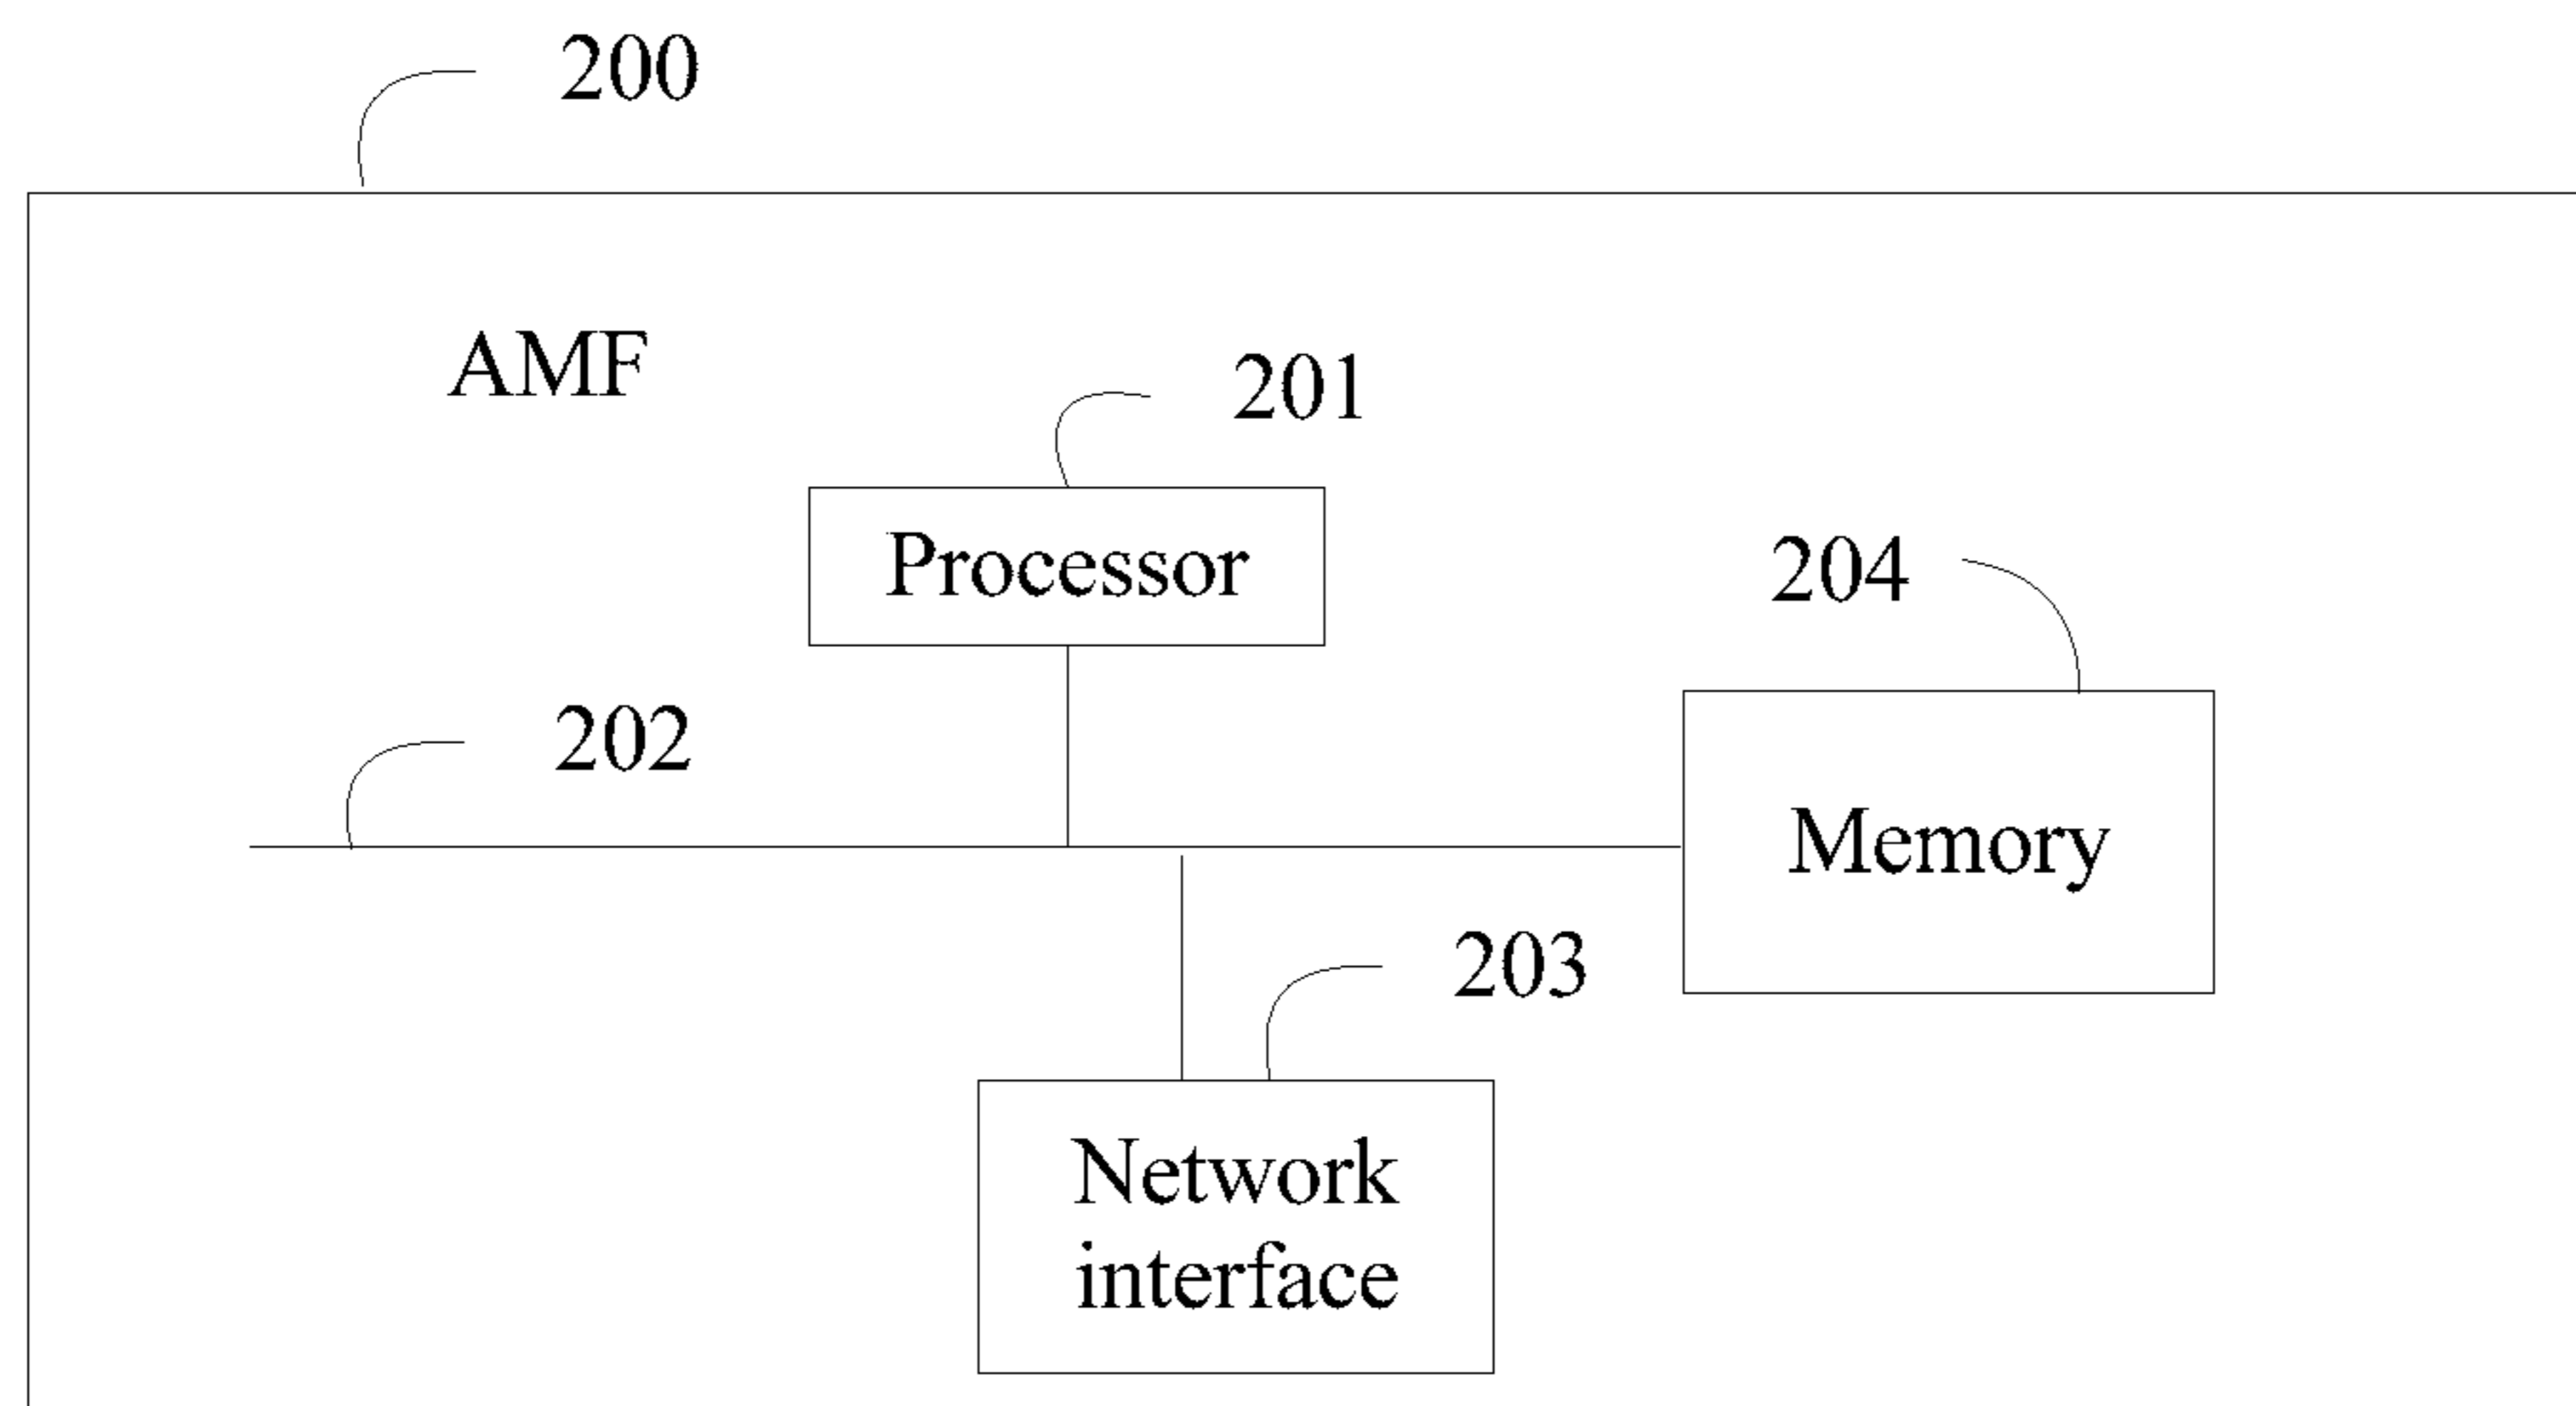 200
AMF
201
Processor
204
202
Memory
203
Network
interface